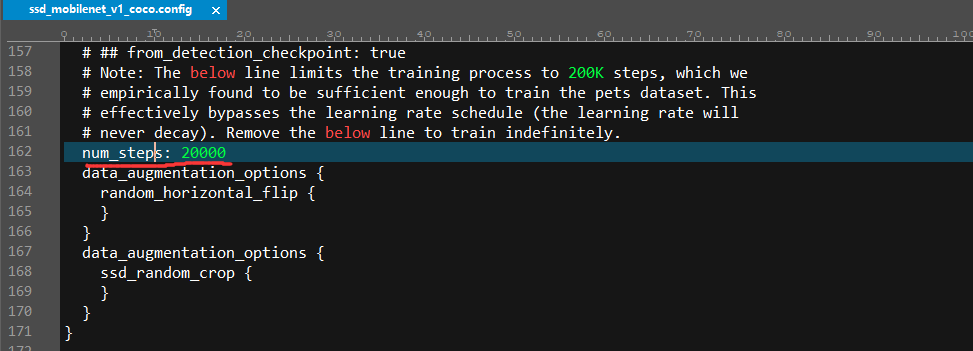 ssd_mobilenet_v1_coco.config ×
0 10 20 30 40 50 60 70 80 90 100
157 # ## from_detection_checkpoint: true
158 # Note: The below line limits the training process to 200K steps, which we
159 # empirically found to be sufficient enough to train the pets dataset. This
160 # effectively bypasses the learning rate schedule (the learning rate will
161 # never decay). Remove the below line to train indefinitely.
162 num_steps: 20000
163 data_augmentation_options {
164 random_horizontal_flip {
165 }
166 }
167 data_augmentation_options {
168 ssd_random_crop {
169 }
170 }
171 }
172